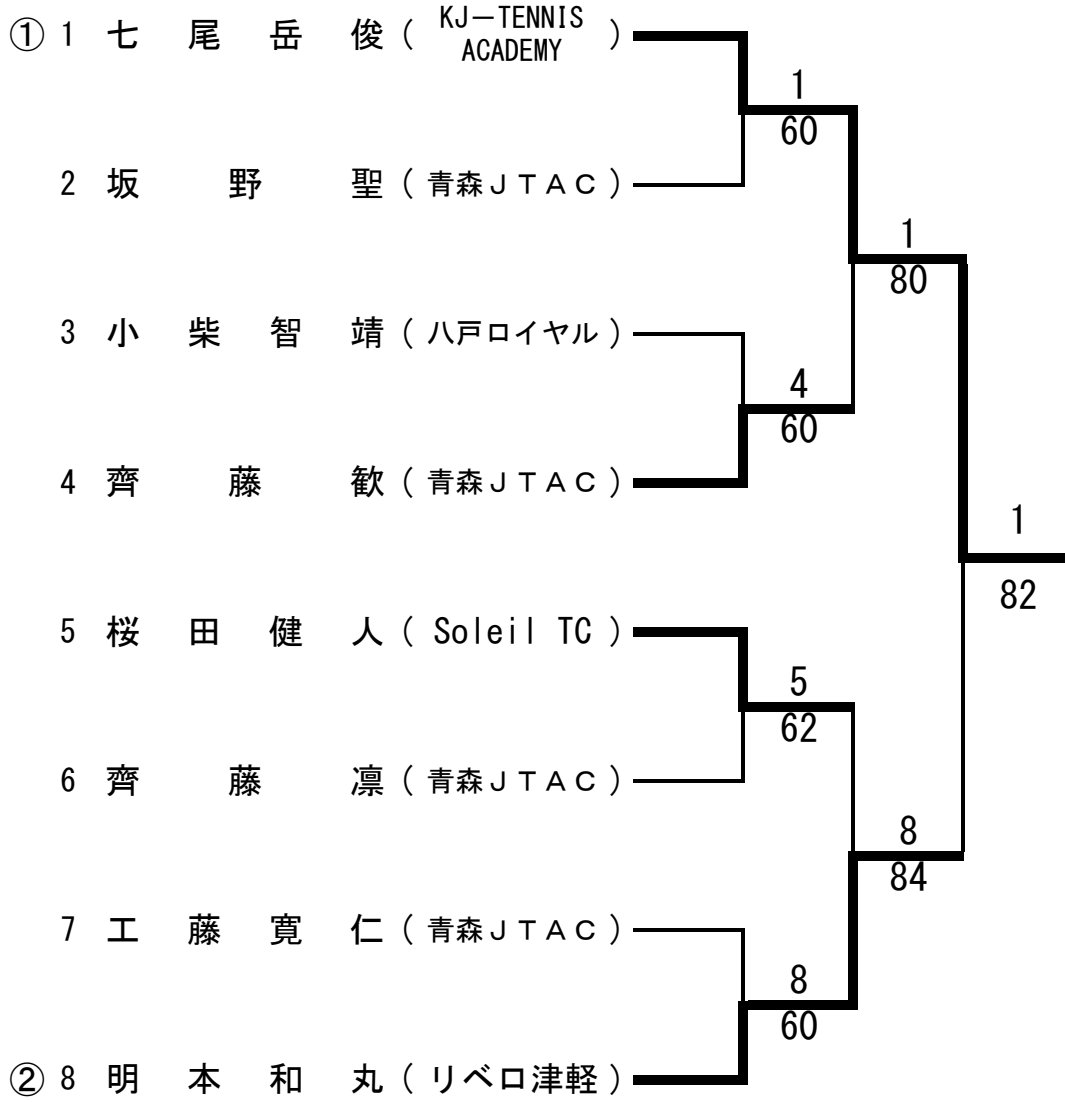 ① 1 七尾岳俊 ( KJ－TENNIS ACADEMY )
1
60
2 坂野聖 ( 青森ＪＴＡＣ )
1
80
3 小柴智靖 ( 八戸ロイヤル )
4
60
4 齊藤歓 ( 青森ＪＴＡＣ )
1
82
5 桜田健人 ( Soleil TC )
5
62
6 齊藤凛 ( 青森ＪＴＡＣ )
8
84
7 工藤寛仁 ( 青森ＪＴＡＣ )
8
60
② 8 明本和丸 ( リベロ津軽 )